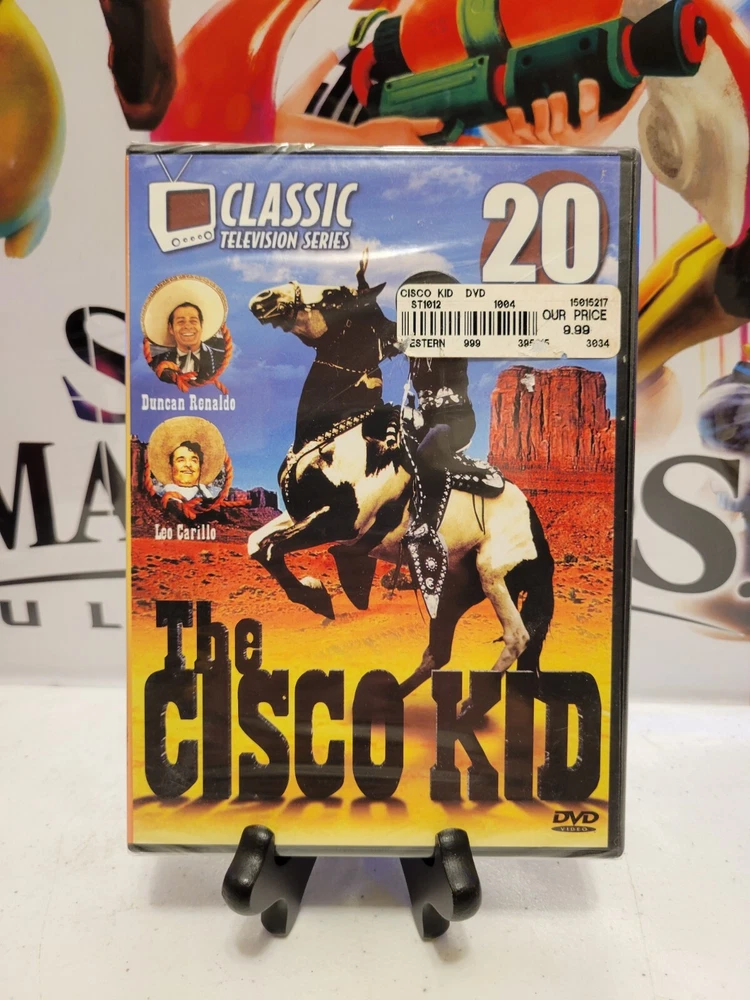 CLASSIC
TELEVISION SERIES
20
CISCO KID DVD
ST1012 1004 15015217
OUR PRICE
9.99
ESTERN 999 3034
Duncan Renaldo
Leo Carillo
The
CISCO KID
DVD
VIDEO